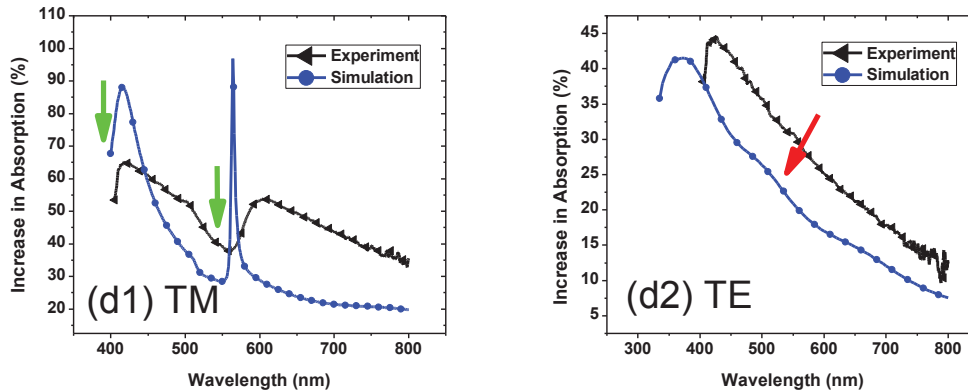 110
100
90
80
70
60
50
40
30
20
Increase in Absorption (%)
Experiment
Simulation
(d1) TM
400 500 600 700 800
Wavelength (nm)
45
40
35
30
25
20
15
10
5
Increase in Absorption (%)
Experiment
Simulation
(d2) TE
300 400 500 600 700 800
Wavelength (nm)